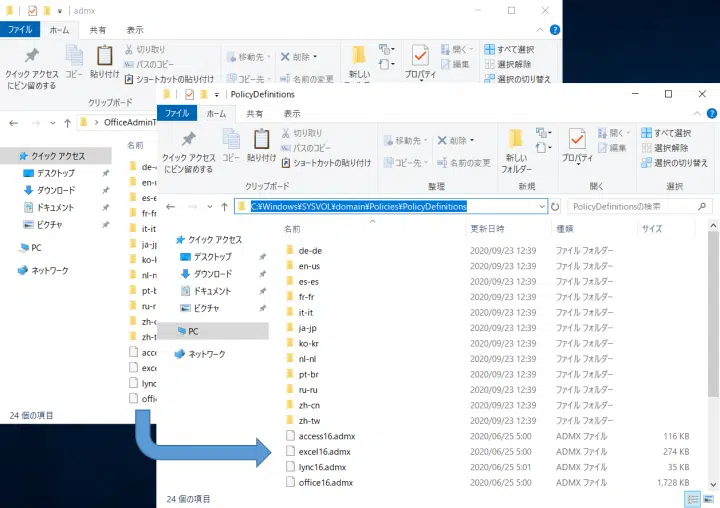 admx
ファイル ホーム 共有 表示
クイック アクセスにピン留めする
コピー
貼り付け
切り取り
パスのコピー
ショートカットの貼り付け
クリップボード
移動先
コピー先
削除
名前の変更
新しい
プロパティ
開く
編集
すべて選択
選択解除
選択の切り替え
OfficeAdminT
名前
クイック アクセス
デスクトップ
ダウンロード
ドキュメント
ピクチャ
PC
ネットワーク
de-
en-u
es-e
fr-fr
it-it
ja-jp
ko-k
nl-nl
pt-b
ru-r
zh-c
zh-t
acce
exce
lync
offic
24 個の項目
PolicyDefinitions
ファイル ホーム 共有 表示
クイック アクセス
にピン留めする
コピー
貼り付け
切り取り
パスのコピー
ショートカットの貼り付け
クリップボード
移動先
コピー先
削除
名前の変更
整理
新しい
フォルダー
新規
プロパティ
開く
編集
開く
すべて選択
選択解除
選択の切り替え
選択
C:¥Windows¥SYSVOL¥domain¥Policies¥PolicyDefinitions
PolicyDefinitionsの検索
クイック アクセス
デスクトップ
ダウンロード
ドキュメント
ピクチャ
PC
ネットワーク
名前 更新日時 種類 サイズ
de-de 2020/09/23 12:39 ファイル フォルダー
en-us 2020/09/23 12:39 ファイル フォルダー
es-es 2020/09/23 12:39 ファイル フォルダー
fr-fr 2020/09/23 12:39 ファイル フォルダー
it-it 2020/09/23 12:39 ファイル フォルダー
ja-jp 2020/09/23 12:39 ファイル フォルダー
ko-kr 2020/09/23 12:39 ファイル フォルダー
nl-nl 2020/09/23 12:39 ファイル フォルダー
pt-br 2020/09/23 12:39 ファイル フォルダー
ru-ru 2020/09/23 12:39 ファイル フォルダー
zh-cn 2020/09/23 12:39 ファイル フォルダー
zh-tw 2020/09/23 12:39 ファイル フォルダー
access16.admx 2020/06/25 5:00 ADMX ファイル 116 KB
excel16.admx 2020/06/25 5:00 ADMX ファイル 274 KB
lync16.admx 2020/06/25 5:01 ADMX ファイル 35 KB
office16.admx 2020/06/25 5:00 ADMX ファイル 1,728 KB
24 個の項目